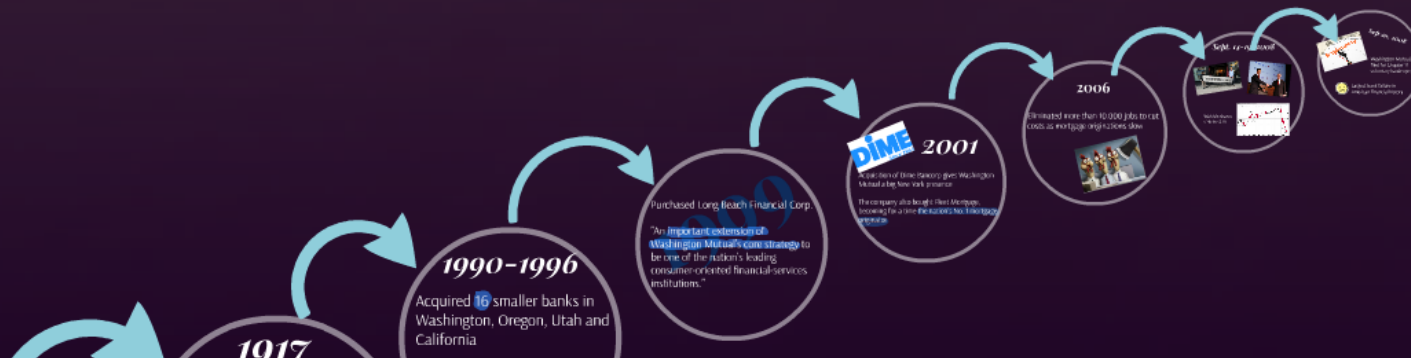 1917
1990-1996
Acquired 16 smaller banks in
Washington, Oregon, Utah and
California
1999
Purchased Long Beach Financial Corp.
"An important extension of
Washington Mutual's core strategy to
be one of the nation's leading
consumer-oriented financial-services
institutions."
DIME
2001
Acquisition of Dime Bancorp gives Washington
Mutual a big New York presence
The company also bought Fleet Mortgage,
becoming for a time the nation's No. 1 mortgage
originator.
2006
Eliminated more than 10,000 jobs to cut
costs as mortgage originations slow